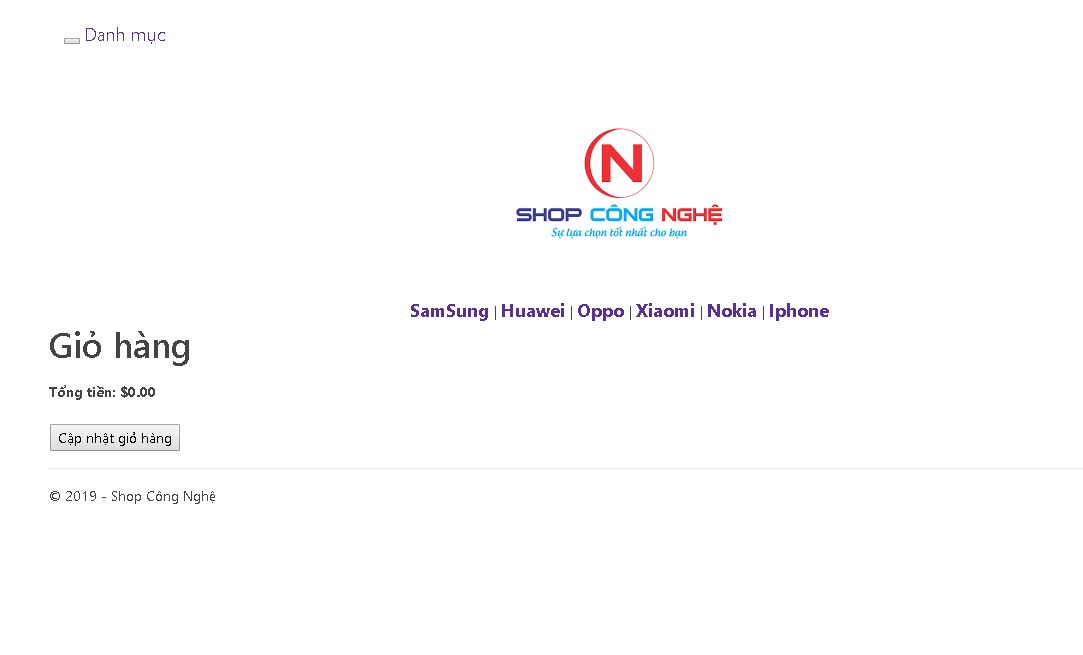 Danh mục
N
SHOP CÔNG NGHỆ
Sự lựa chọn tốt nhất cho bạn
SamSung | Huawei | Oppo | Xiaomi | Nokia | Iphone
Giỏ hàng
Tổng tiền: $0.00
Cập nhật giỏ hàng
© 2019 - Shop Công Nghệ